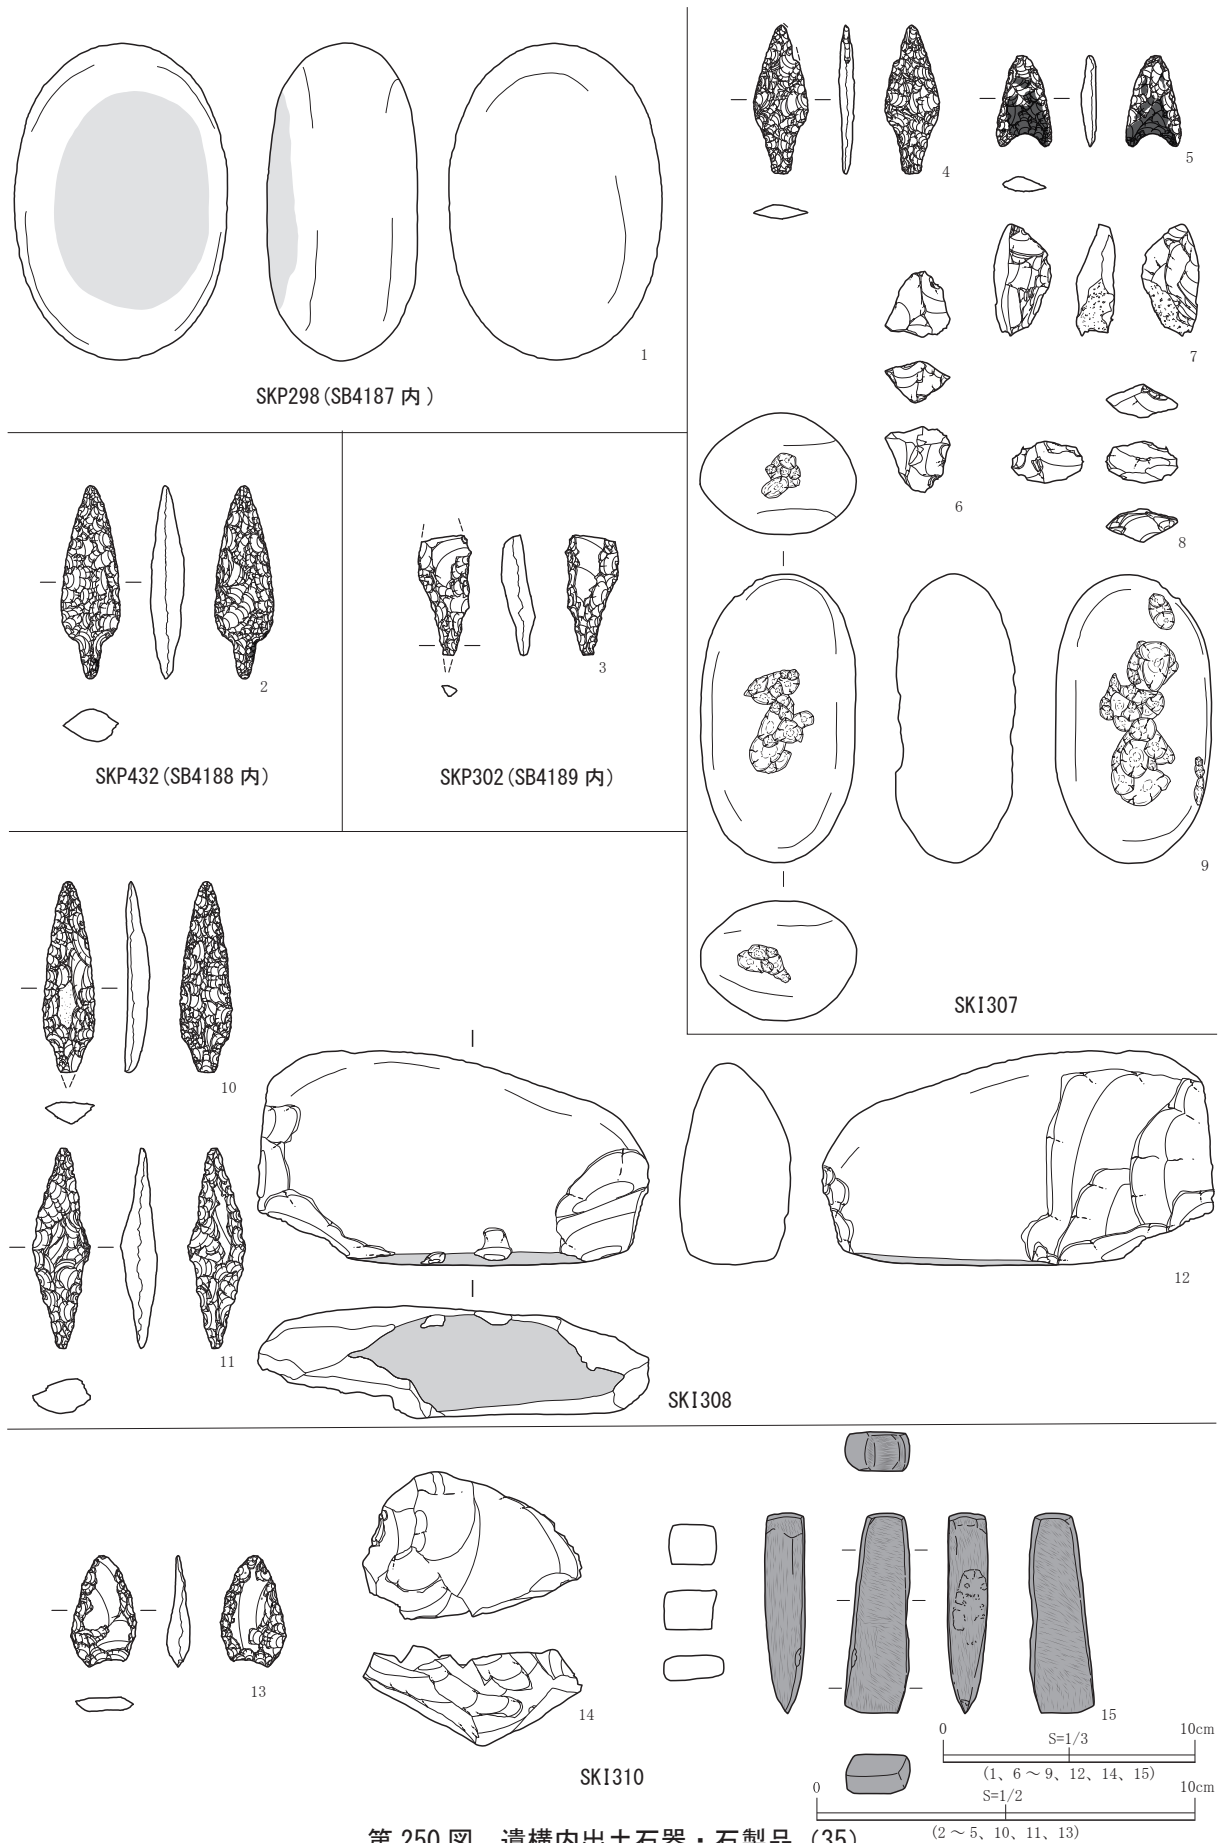 1
SKP298(SB4187 内)
2
SKP432(SB4188 内)
3
SKP302(SB4189 内)
4
5
6
7
8
9
SKI307
10
11
12
SKI308
13
14
15
SKI310
0 10cm
S=1/3
(1、6 ～ 9、12、14、15)
0 10cm
S=1/2
(2 ～ 5、10、11、13)
第 250 図 遺構内出土石器・石製品 (35)